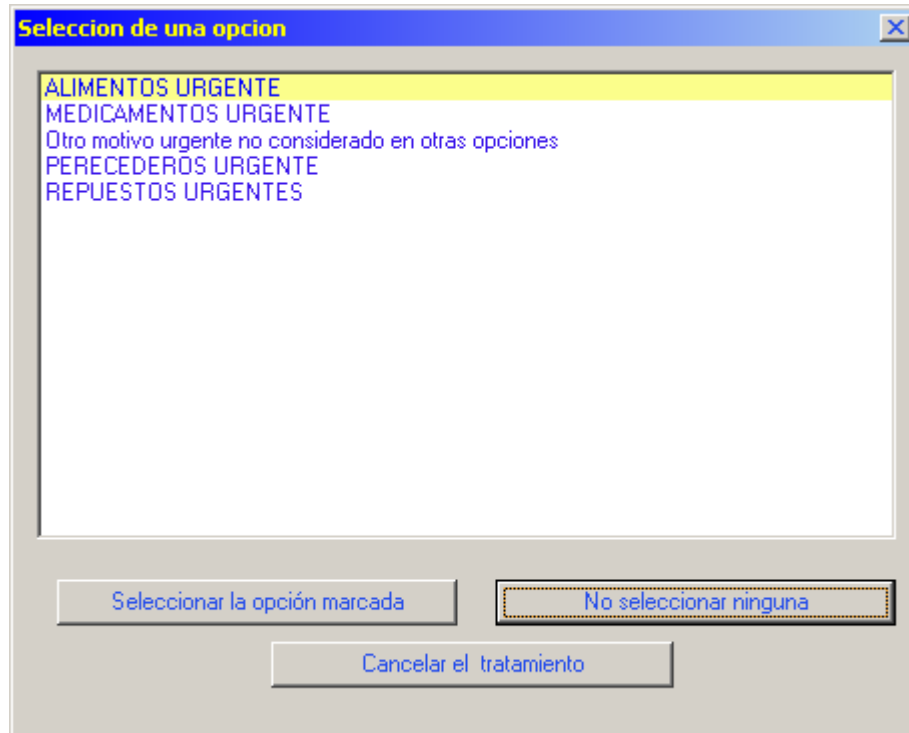 Seleccion de una opcion
ALIMENTOS URGENTE
MEDICAMENTOS URGENTE
Otro motivo urgente no considerado en otras opciones
PERECEDEROS URGENTE
REPUESTOS URGENTES
Seleccionar la opción marcada
No seleccionar ninguna
Cancelar el tratamiento